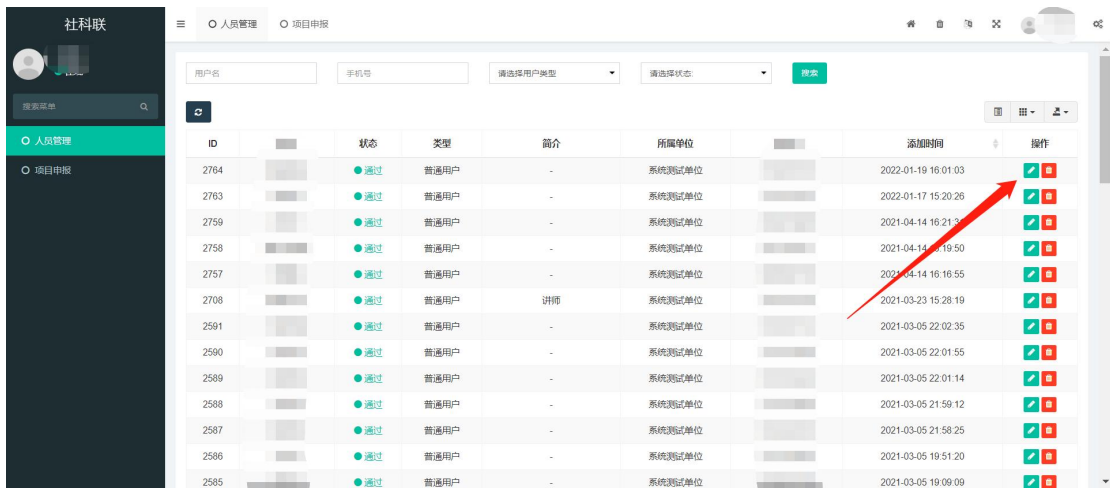 社科联
人员管理 项目申报
用户名 手机号 请选择用户类型 请选择状态: 搜索
搜索菜单
人员管理
项目申报
ID 状态 类型 简介 所属单位 添加时间 操作
2764 通过 普通用户 - 系统测试单位 2022-01-19 16:01:03
2763 通过 普通用户 - 系统测试单位 2022-01-17 15:20:26
2759 通过 普通用户 - 系统测试单位 2021-04-14
2758 通过 普通用户 - 系统测试单位 2021-04-14
2757 通过 普通用户 - 系统测试单位 16:16:55
2708 通过 普通用户 讲师 系统测试单位 2021-03-23 15:28:19
2591 通过 普通用户 - 系统测试单位 2021-03-05 22:02:35
2590 通过 普通用户 - 系统测试单位 2021-03-05 22:01:55
2589 通过 普通用户 - 系统测试单位 2021-03-05 22:01:14
2588 通过 普通用户 - 系统测试单位 2021-03-05 21:59:12
2587 通过 普通用户 - 系统测试单位 2021-03-05 21:58:25
2586 通过 普通用户 - 系统测试单位 2021-03-05 19:51:20
2585 通过 普通用户 - 系统测试单位 2021-03-05 19:09:09